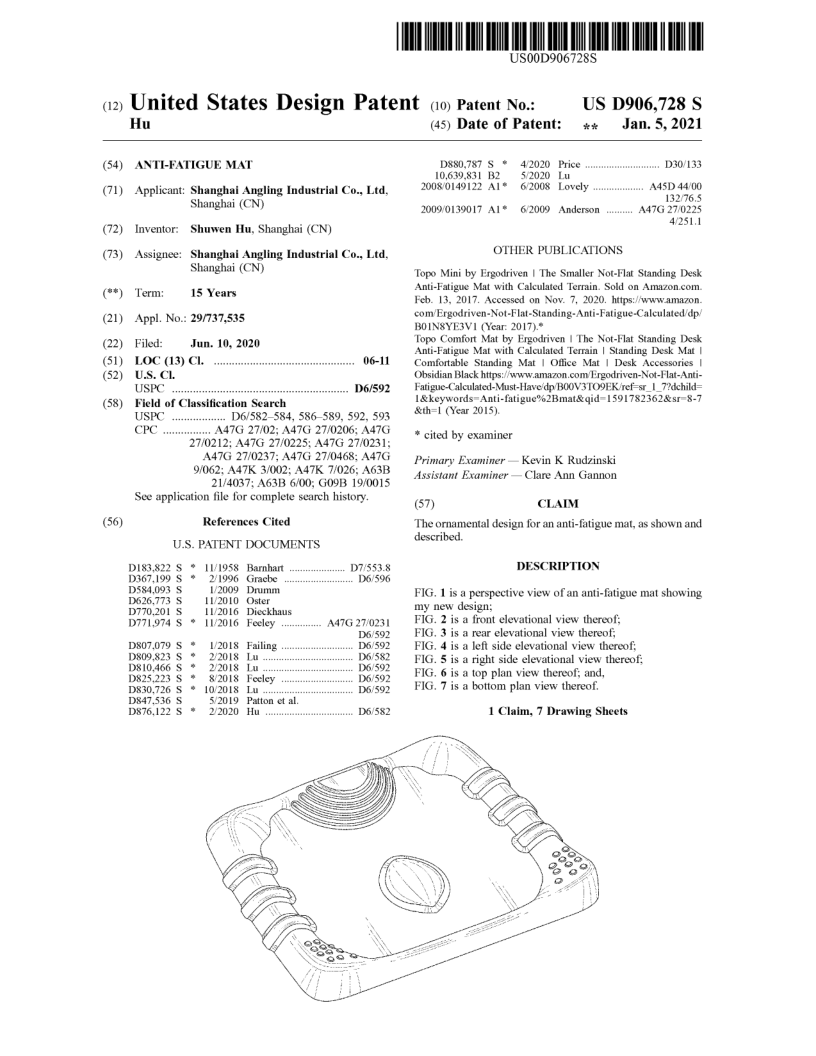 US00D906728S
(12) United States Design Patent
Hu
(10) Patent No.: US D906,728 S
(45) Date of Patent: ** Jan. 5, 2021
(54) ANTI-FATIGUE MAT
(71) Applicant: Shanghai Angling Industrial Co., Ltd,
Shanghai (CN)
(72) Inventor: Shuwen Hu, Shanghai (CN)
(73) Assignee: Shanghai Angling Industrial Co., Ltd,
Shanghai (CN)
(**) Term: 15 Years
(21) Appl. No.: 29/737,535
(22) Filed: Jun. 10, 2020
(51) LOC (13) Cl. ............................................ 06-11
(52) U.S. Cl.
USPC ....................................................... D6/592
(58) Field of Classification Search
USPC .................. D6/582–584, 586–589, 592, 593
CPC ................ A47G 27/02; A47G 27/0206; A47G
27/0212; A47G 27/0225; A47G 27/0231;
A47G 27/0237; A47G 27/0468; A47G
9/062; A47K 3/002; A47K 7/026; A63B
21/4037; A63B 6/00; G09B 19/0015
See application file for complete search history.
(56) References Cited
U.S. PATENT DOCUMENTS
D183,822 S * 11/1958 Barnhart ...................... D7/553.8
D367,199 S * 2/1996 Graebe ........................... D6/596
D584,093 S 1/2009 Drumm
D626,773 S 11/2010 Oster
D770,201 S 11/2016 Dieckhaus
D771,974 S * 11/2016 Feeley ............... A47G 27/0231
D6/592
D807,079 S * 1/2018 Failing ............................ D6/592
D809,823 S * 2/2018 Lu ................................... D6/582
D810,466 S * 2/2018 Lu ................................... D6/592
D825,223 S * 8/2018 Feeley ............................ D6/592
D830,726 S * 10/2018 Lu ................................... D6/592
D847,536 S 5/2019 Patton et al.
D876,122 S * 2/2020 Hu .................................. D6/582
D880,787 S * 4/2020 Price ............................ D30/133
10,639,831 B2 5/2020 Lu
2008/0149122 A1* 6/2008 Lovely ................... A45D 44/00
132/76.5
2009/0139017 A1* 6/2009 Anderson .......... A47G 27/0225
4/251.1
OTHER PUBLICATIONS
Topo Mini by Ergodriven | The Smaller Not-Flat Standing Desk
Anti-Fatigue Mat with Calculated Terrain. Sold on Amazon.com.
Feb. 13, 2017. Accessed on Nov. 7, 2020. https://www.amazon.
com/Ergodriven-Not-Flat-Standing-Anti-Fatigue-Calculated/dp/
B01N8YE3V1 (Year: 2017).*
Topo Comfort Mat by Ergodriven | The Not-Flat Standing Desk
Anti-Fatigue Mat with Calculated Terrain | Standing Desk Mat |
Comfortable Standing Mat | Office Mat | Desk Accessories |
Obsidian Black https://www.amazon.com/Ergodriven-Not-Flat-Anti-
Fatigue-Calculated-Must-Have/dp/B00V3TO9EK/ref=sr_1_7?dchild=
1&keywords=Anti-fatigue%2Bmat&qid=1591782362&sr=8-7
&th=1 (Year 2015).
* cited by examiner
Primary Examiner — Kevin K Rudzinski
Assistant Examiner — Clare Ann Gannon
(57) CLAIM
The ornamental design for an anti-fatigue mat, as shown and
described.
DESCRIPTION
FIG. 1 is a perspective view of an anti-fatigue mat showing
my new design;
FIG. 2 is a front elevational view thereof;
FIG. 3 is a rear elevational view thereof;
FIG. 4 is a left side elevational view thereof;
FIG. 5 is a right side elevational view thereof;
FIG. 6 is a top plan view thereof; and,
FIG. 7 is a bottom plan view thereof.
1 Claim, 7 Drawing Sheets